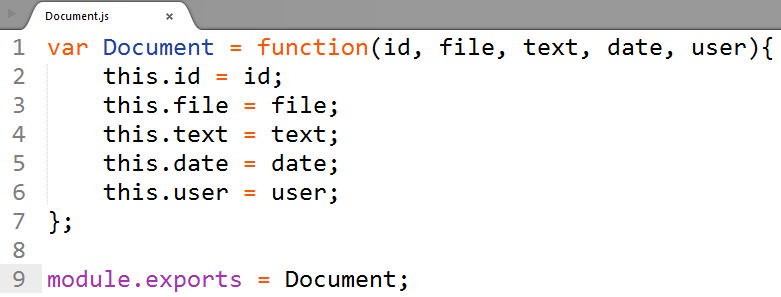 Document.js ×
1 var Document = function(id, file, text, date, user){
2     this.id = id;
3     this.file = file;
4     this.text = text;
5     this.date = date;
6     this.user = user;
7 };
8
9 module.exports = Document;